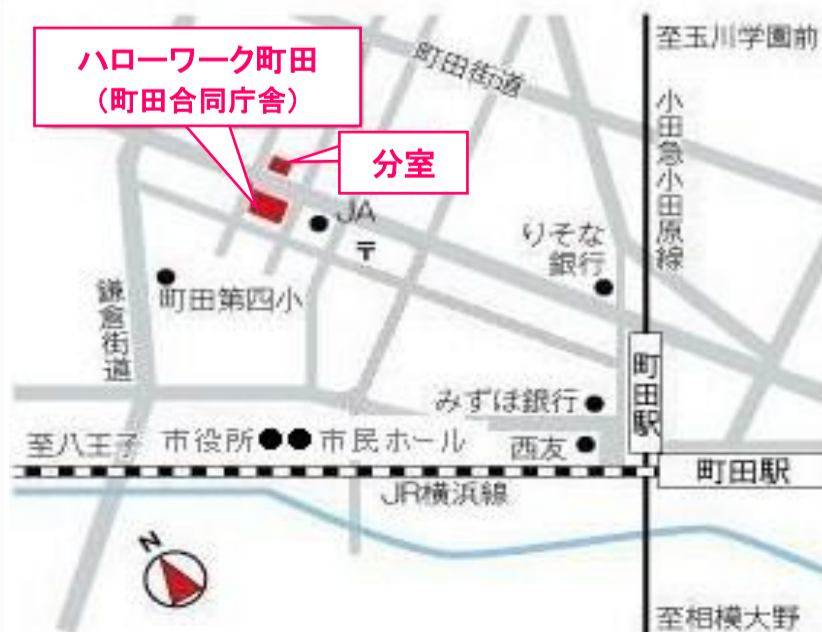 至玉川学園前
ハローワーク町田
(町田合同庁舎)
町田街道
小田急小田原線
分室
JA
〒
りそな
銀行
町田第四小
鎌倉街道
町田駅
みずほ銀行
至八王子
市役所
市民ホール
西友
町田駅
JR横浜線
N
至相模大野